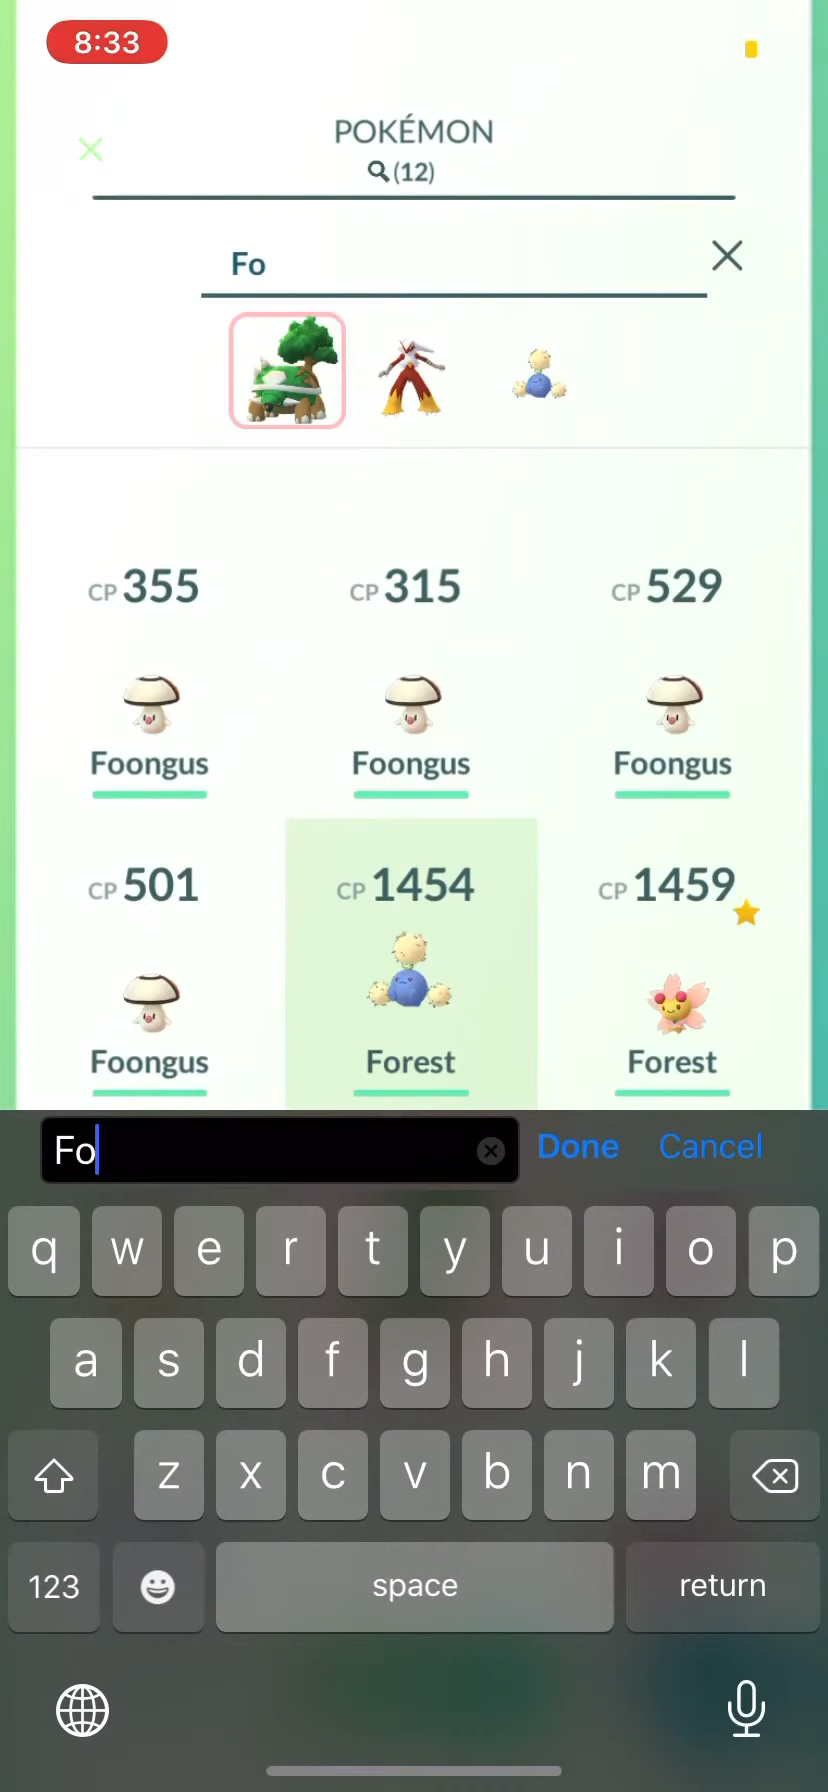 8:33
POKÉMON
(12)
Fo
CP 355 CP 315 CP 529
Foongus Foongus Foongus
CP 501 CP 1454 CP 1459
Foongus Forest Forest
Fo Done Cancel
q w e r t y u i o p
a s d f g h j k l
z x c v b n m
123 space return